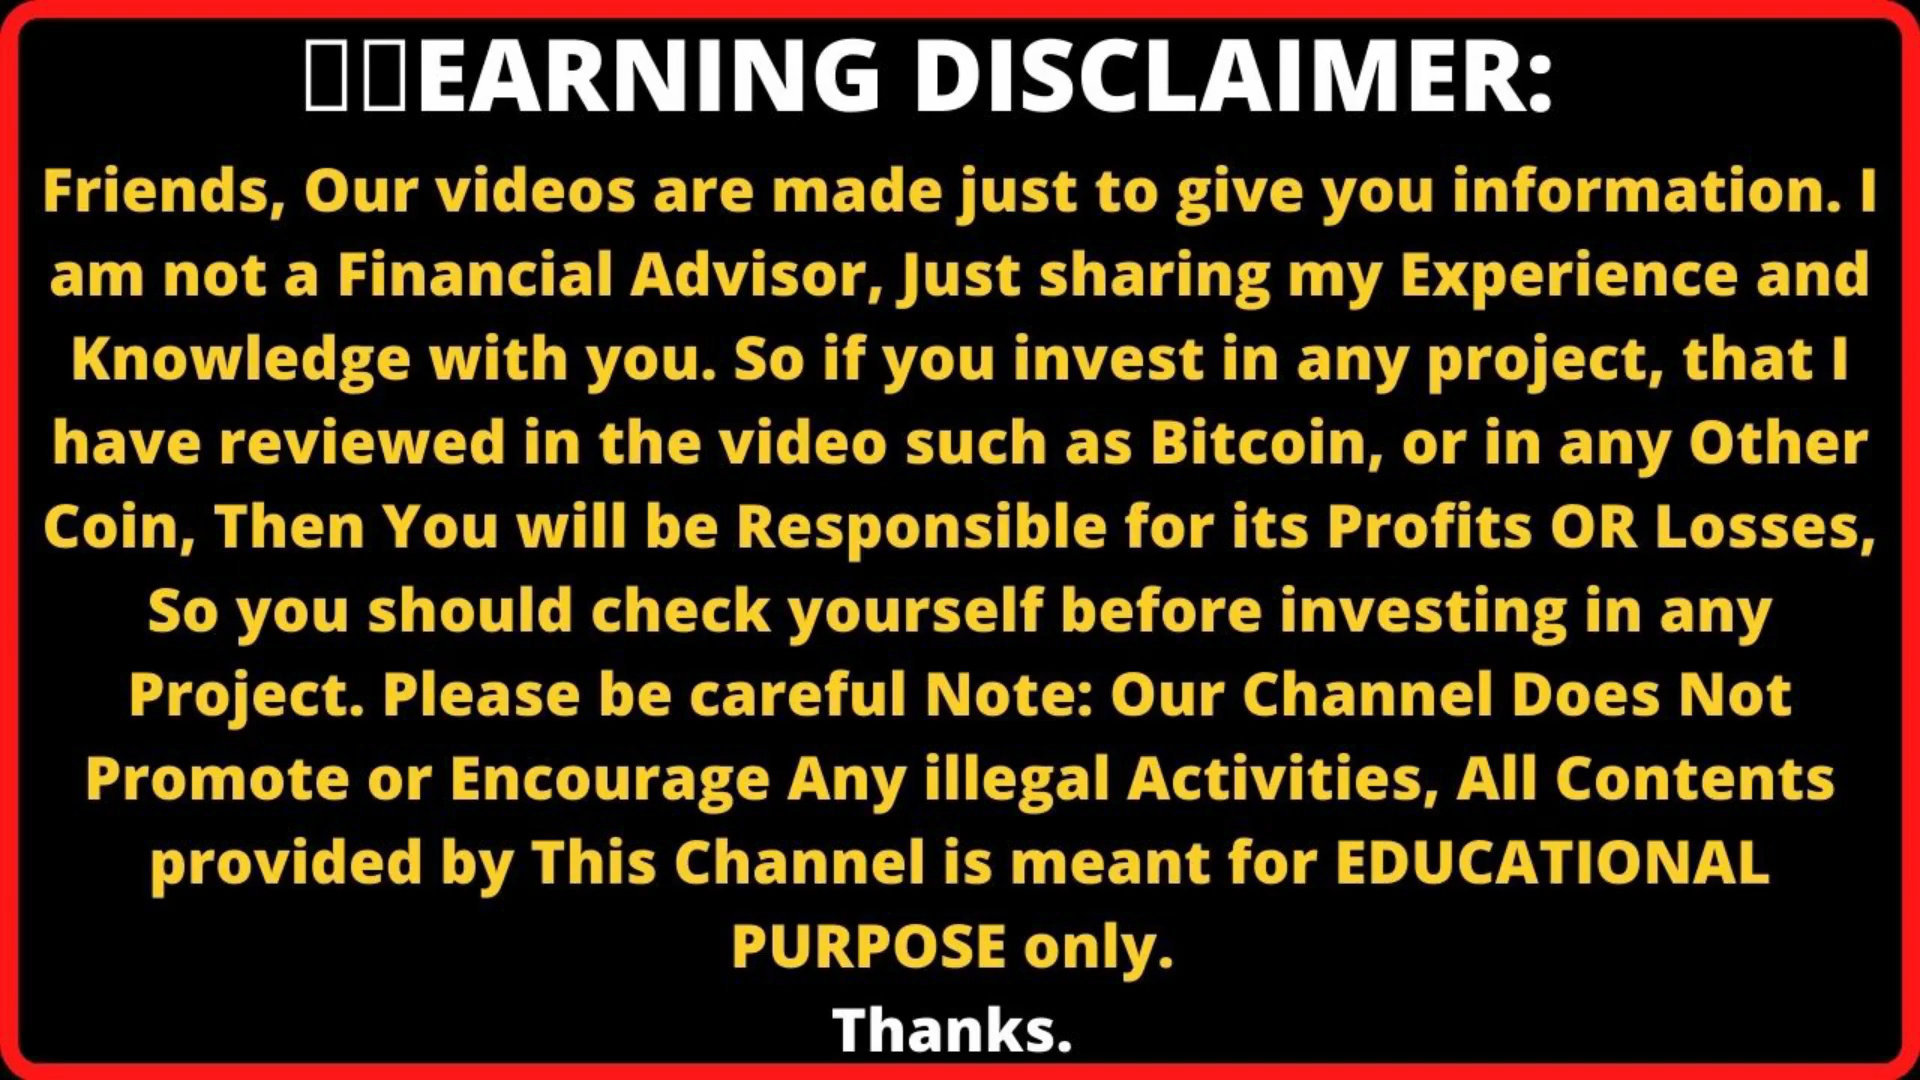 EARNING DISCLAIMER:
Friends, Our videos are made just to give you information. I
am not a Financial Advisor, Just sharing my Experience and
Knowledge with you. So if you invest in any project, that I
have reviewed in the video such as Bitcoin, or in any Other
Coin, Then You will be Responsible for its Profits OR Losses,
So you should check yourself before investing in any
Project. Please be careful Note: Our Channel Does Not
Promote or Encourage Any illegal Activities, All Contents
provided by This Channel is meant for EDUCATIONAL
PURPOSE only.
Thanks.